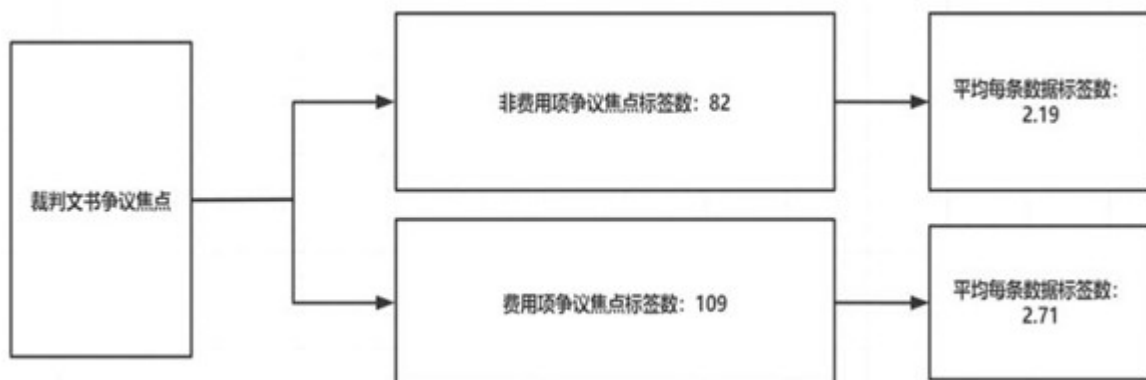 裁判文书争议焦点
非费用项争议焦点标签数：82
平均每条数据标签数：
2.19
费用项争议焦点标签数：109
平均每条数据标签数：
2.71